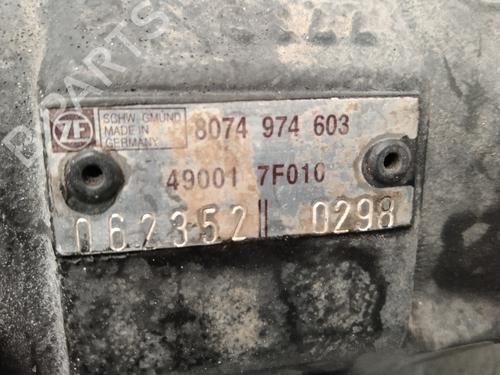 ZF
SCHW. GMÜND
MADE IN
GERMANY
8074 974 603
49001 7F010
062352 0298